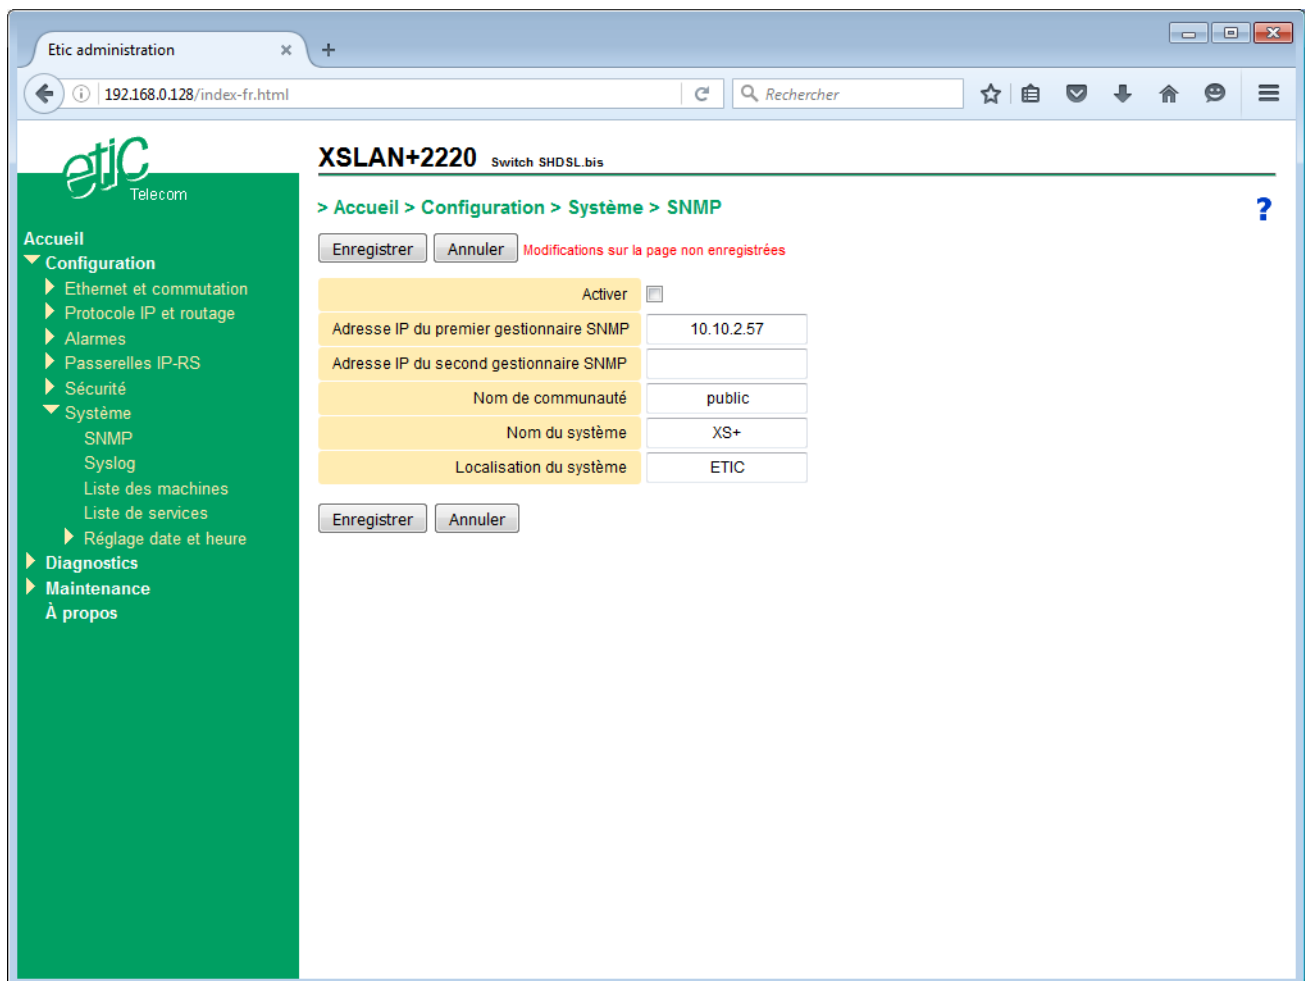 Etic administration
192.168.0.128/index-fr.html
Rechercher
etic
Telecom
XSLAN+2220 Switch SHDSL.bis
> Accueil > Configuration > Système > SNMP
?
Enregistrer Annuler Modifications sur la page non enregistrées
Activer
Adresse IP du premier gestionnaire SNMP 10.10.2.57
Adresse IP du second gestionnaire SNMP
Nom de communauté public
Nom du système XS+
Localisation du système ETIC
Enregistrer Annuler
Accueil
Configuration
Ethernet et commutation
Protocole IP et routage
Alarmes
Passerelles IP-RS
Sécurité
Système
SNMP
Syslog
Liste des machines
Liste de services
Réglage date et heure
Diagnostics
Maintenance
À propos